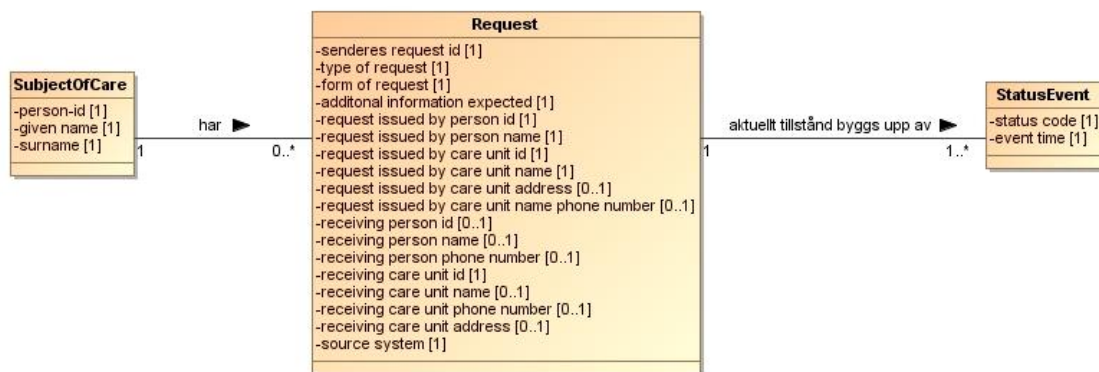 SubjectOfCare
-person-id [1]
-given name [1]
-surname [1]
har
1
0..*
Request
-senderes request id [1]
-type of request [1]
-form of request [1]
-additonal information expected [1]
-request issued by person id [1]
-request issued by person name [1]
-request issued by care unit id [1]
-request issued by care unit name [1]
-request issued by care unit address [0..1]
-request issued by care unit name phone number [0..1]
-receiving person id [0..1]
-receiving person name [0..1]
-receiving person phone number [0..1]
-receiving care unit id [1]
-receiving care unit name [0..1]
-receiving care unit phone number [0..1]
-receiving care unit address [0..1]
-source system [1]
aktuellt tillstånd byggs upp av
1
1..*
StatusEvent
-status code [1]
-event time [1]